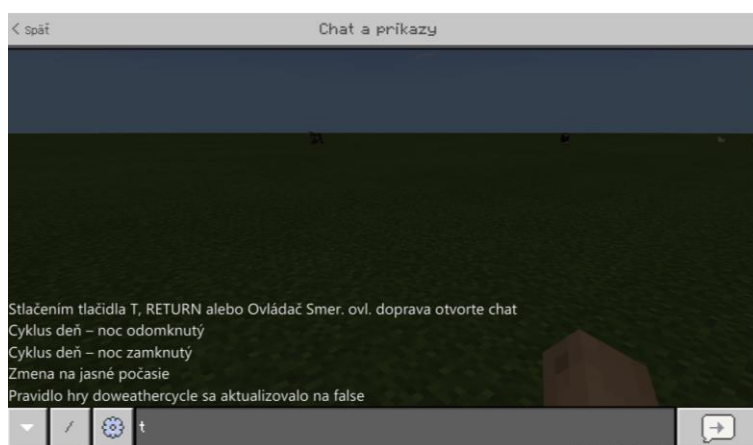 < Späť
Chat a príkazy
Stlačením tlačidla T, RETURN alebo Ovládač Smer. ovl. doprava otvorte chat
Cyklus deň – noc odomknutý
Cyklus deň – noc zamknutý
Zmena na jasné počasie
Pravidlo hry doweathercycle sa aktualizovalo na false
/ t